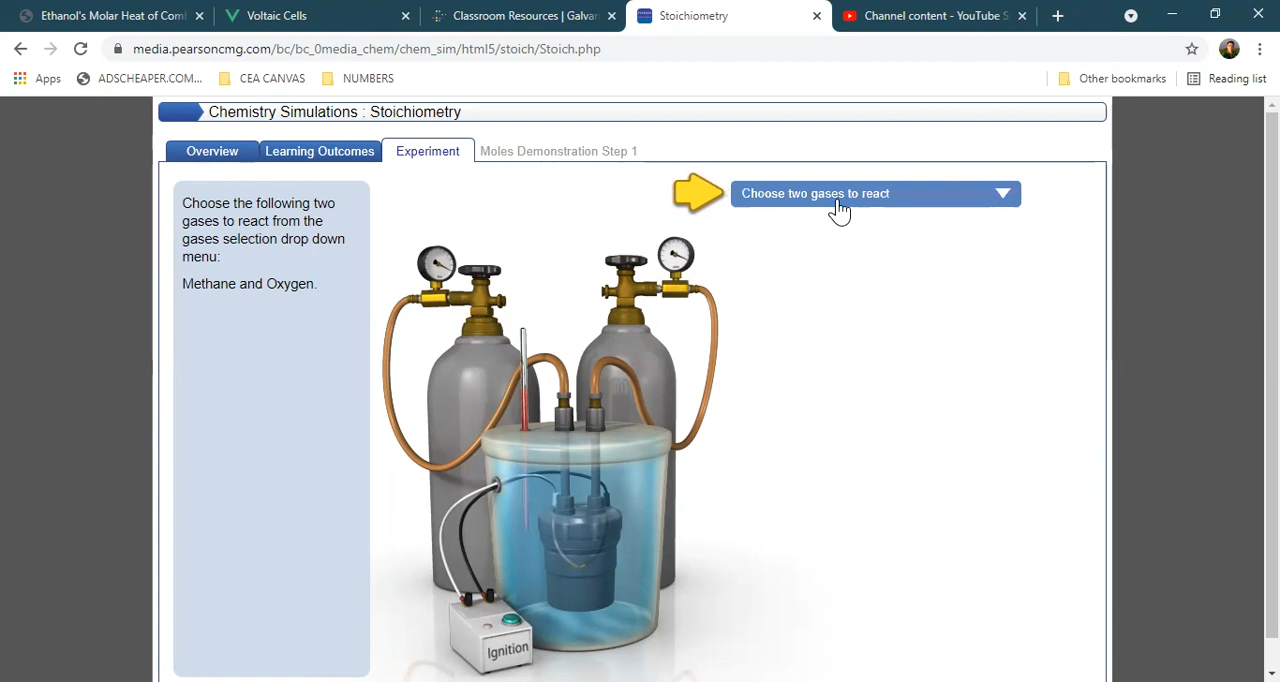 Ethanol's Molar Heat of Coml
Voltaic Cells
Classroom Resources | Galvan
Stoichiometry
Channel content - YouTube S
media.pearsoncmg.com/bc/bc_0media_chem/chem_sim/html5/stoich/Stoich.php
Apps
ADSCHEAPER.COM...
CEA CANVAS
NUMBERS
Other bookmarks
Reading list
Chemistry Simulations : Stoichiometry
Overview
Learning Outcomes
Experiment
Moles Demonstration Step 1
Choose the following two
gases to react from the
gases selection drop down
menu:
Methane and Oxygen.
Choose two gases to react
Ignition